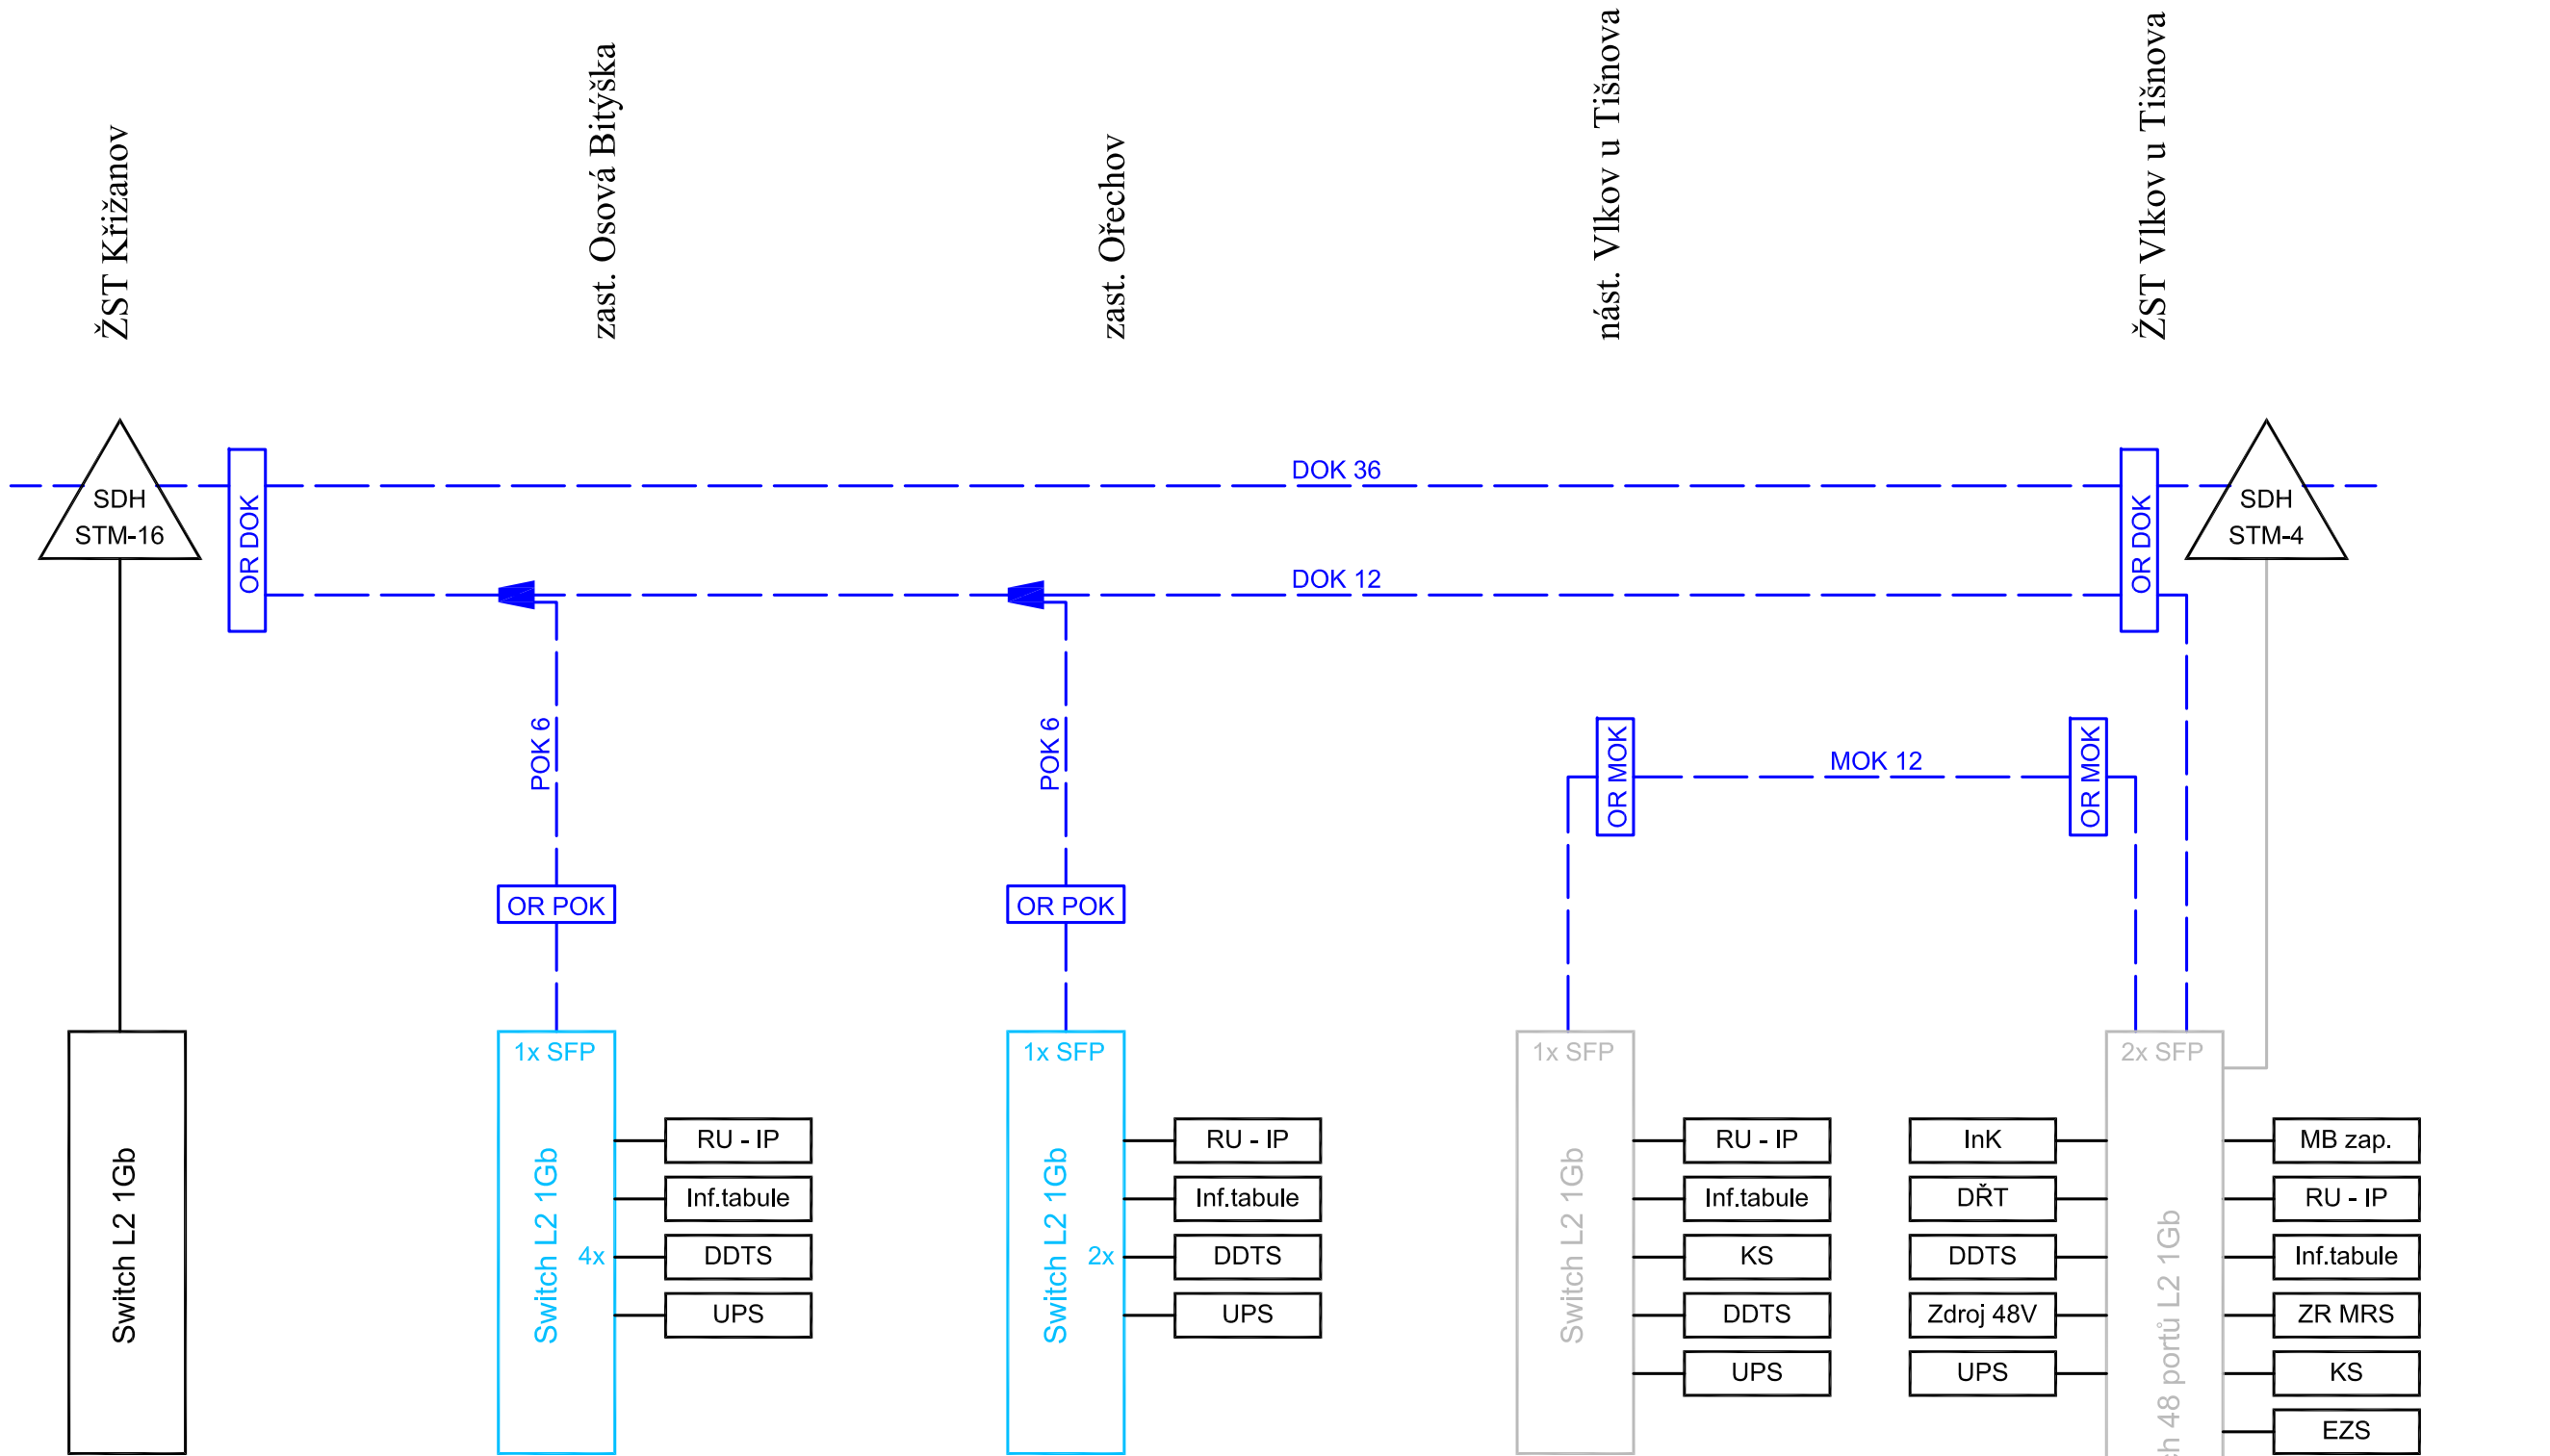 ŽST Křižanov
zast. Osová Bitýška
zast. Ořechov
nást. Vlkov u Tišnova
ŽST Vlkov u Tišnova
SDH
STM-16
OR DOK
DOK 36
DOK 12
OR DOK
SDH
STM-4
POK 6
POK 6
OR MOK
MOK 12
OR MOK
OR POK
OR POK
Switch L2 1Gb
1x SFP
Switch L2 1Gb
4x
RU - IP
Inf.tabule
DDTS
UPS
1x SFP
Switch L2 1Gb
2x
RU - IP
Inf.tabule
DDTS
UPS
1x SFP
Switch L2 1Gb
RU - IP
Inf.tabule
KS
DDTS
UPS
InK
DŘT
DDTS
Zdroj 48V
UPS
2x SFP
48 portů L2 1Gb
MB zap.
RU - IP
Inf.tabule
ZR MRS
KS
EZS